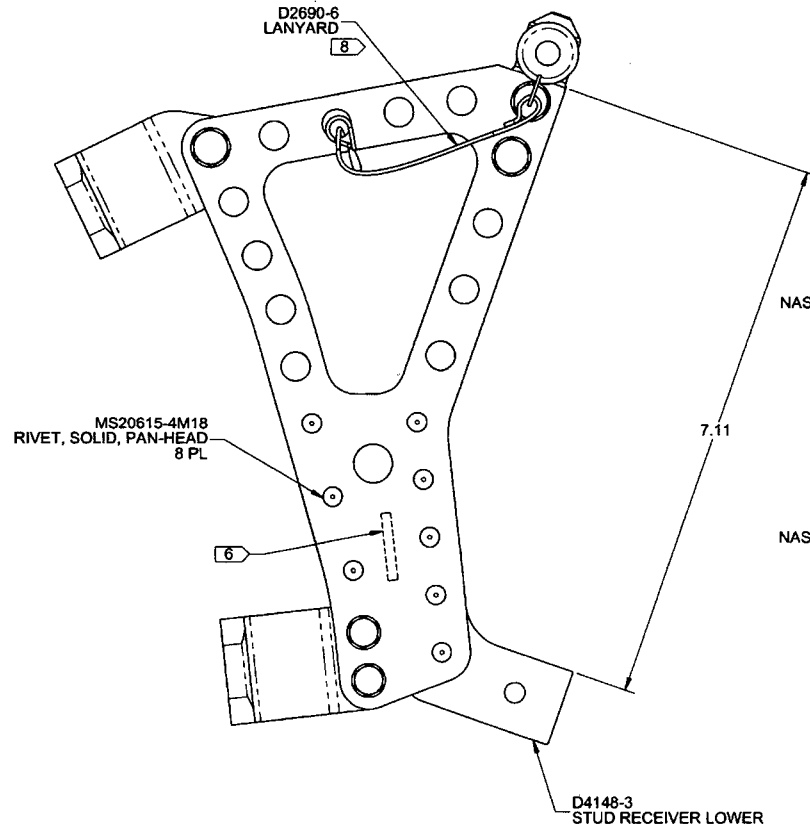 D2690-6
LANYARD
8
NAS
7.11
MS20615-4M18
RIVET, SOLID, PAN-HEAD
8 PL
NAS
6
D4148-3
STUD RECEIVER LOWER